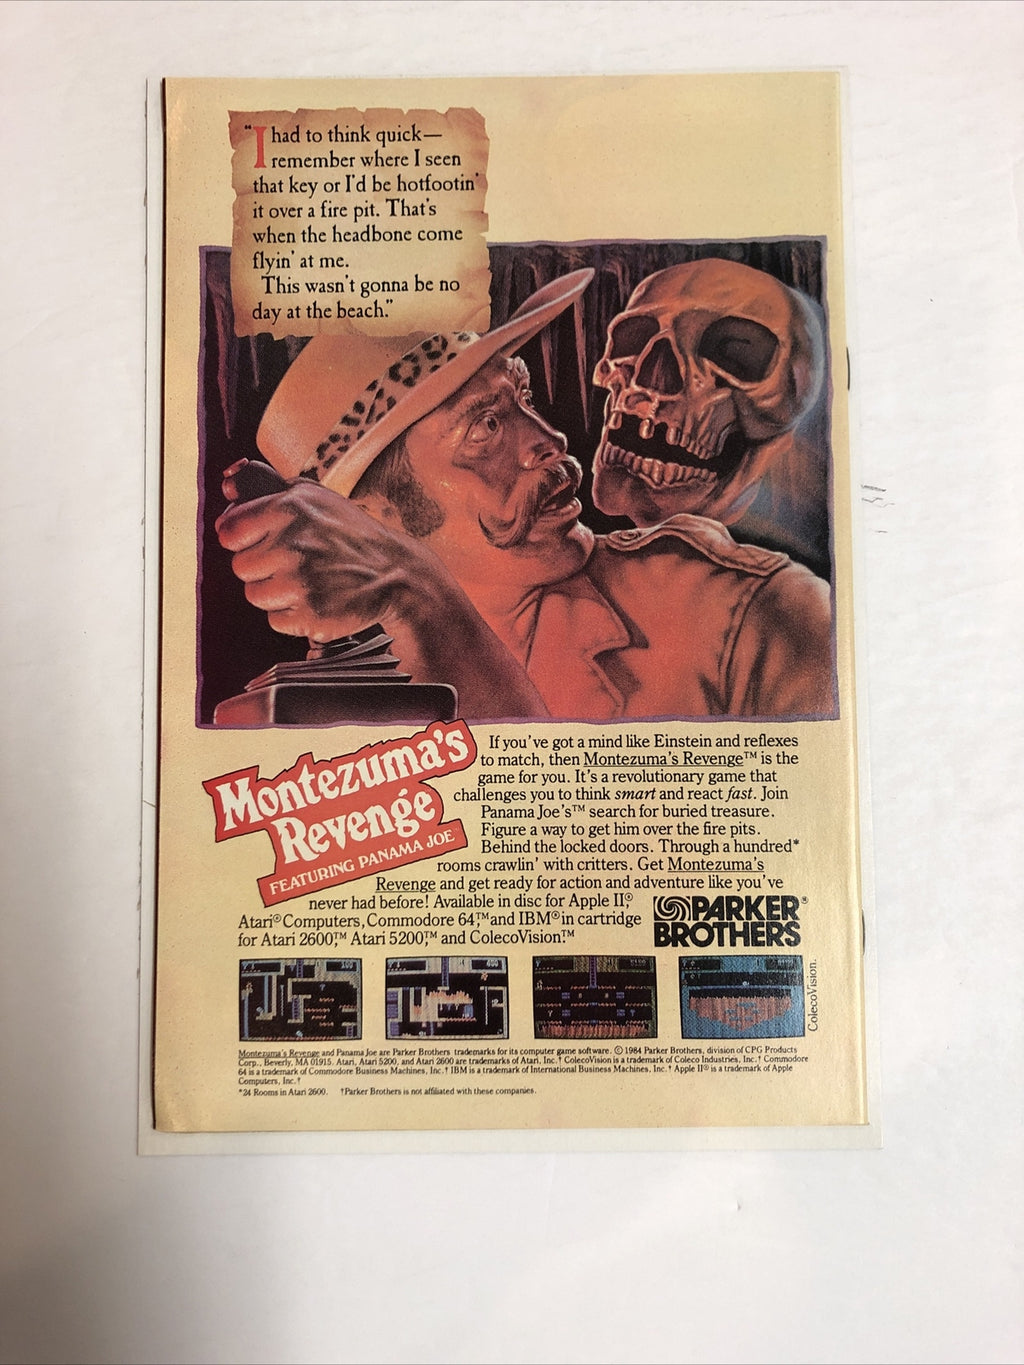 "I had to think quick—
remember where I seen
that key or I'd be hotfootin'
it over a fire pit. That's
when the headbone come
flyin' at me.
This wasn't gonna be no
day at the beach."
Montezuma's
Revenge
FEATURING PANAMA JOE™
If you've got a mind like Einstein and reflexes
to match, then Montezuma's Revenge™ is the
game for you. It's a revolutionary game that
challenges you to think smart and react fast. Join
Panama Joe's™ search for buried treasure.
Figure a way to get him over the fire pits.
Behind the locked doors. Through a hundred*
rooms crawlin' with critters. Get Montezuma's
Revenge and get ready for action and adventure like you've
never had before! Available in disc for Apple II,®
Atari® Computers, Commodore 64,™ and IBM® in cartridge
for Atari 2600,™ Atari 5200,™ and ColecoVision.™
PARKER®
BROTHERS
ColecoVision.
Montezuma's Revenge and Panama Joe are Parker Brothers trademarks for its computer game software. © 1984 Parker Brothers, division of CPG Products
Corp., Beverly, MA 01915. Atari, Atari 5200, and Atari 2600 are trademarks of Atari, Inc.† ColecoVision is a trademark of Coleco Industries, Inc.† Commodore
64 is a trademark of Commodore Business Machines, Inc.† IBM is a trademark of International Business Machines, Inc.† Apple II® is a trademark of Apple
Computers, Inc.†
*24 Rooms in Atari 2600. †Parker Brothers is not affiliated with these companies.